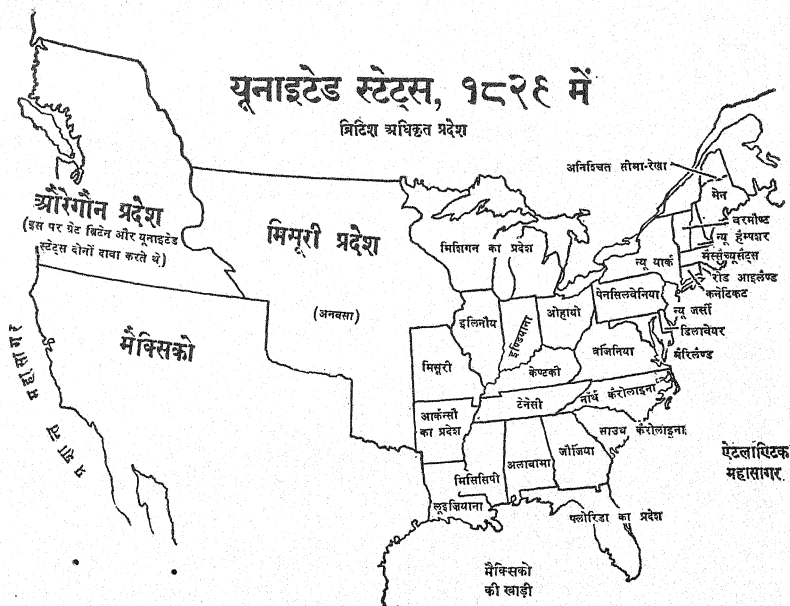 यूनाइटेड स्टेट्स, १८२९ में
ब्रिटिश अधिकृत प्रदेश
अनिश्चित सीमा-रेखा
मेन
औरेगौन प्रदेश
(इस पर ग्रेट ब्रिटेन और यूनाइटेड
स्टेट्स दोनों दावा करते थे)
मिसूरी प्रदेश
(अनबसा)
मिशिगन का प्रदेश
वरमौण्ट
न्यू हैम्पशर
मैस्साच्यूसैट्स
रोड आइलैण्ड
कनेटिकट
न्यू यार्क
पेनसिलवेनिया
न्यू जर्सी
डिलावेयर
मैरिलैण्ड
इलिनौय
इण्डियाना
ओहायो
वर्जिनिया
मैक्सिको
प्रशान्त महासागर
मिसूरी
केण्टकी
नॉर्थ कैरोलाइना
टेनेसी
आर्कन्सौ
का प्रदेश
साउथ कैरोलाइना
मिसिसिपी
अलाबामा
जौर्जिया
ऐटलाण्टिक
महासागर
लूइज़ियाना
फ्लोरिडा का प्रदेश
मैक्सिको
की खाड़ी